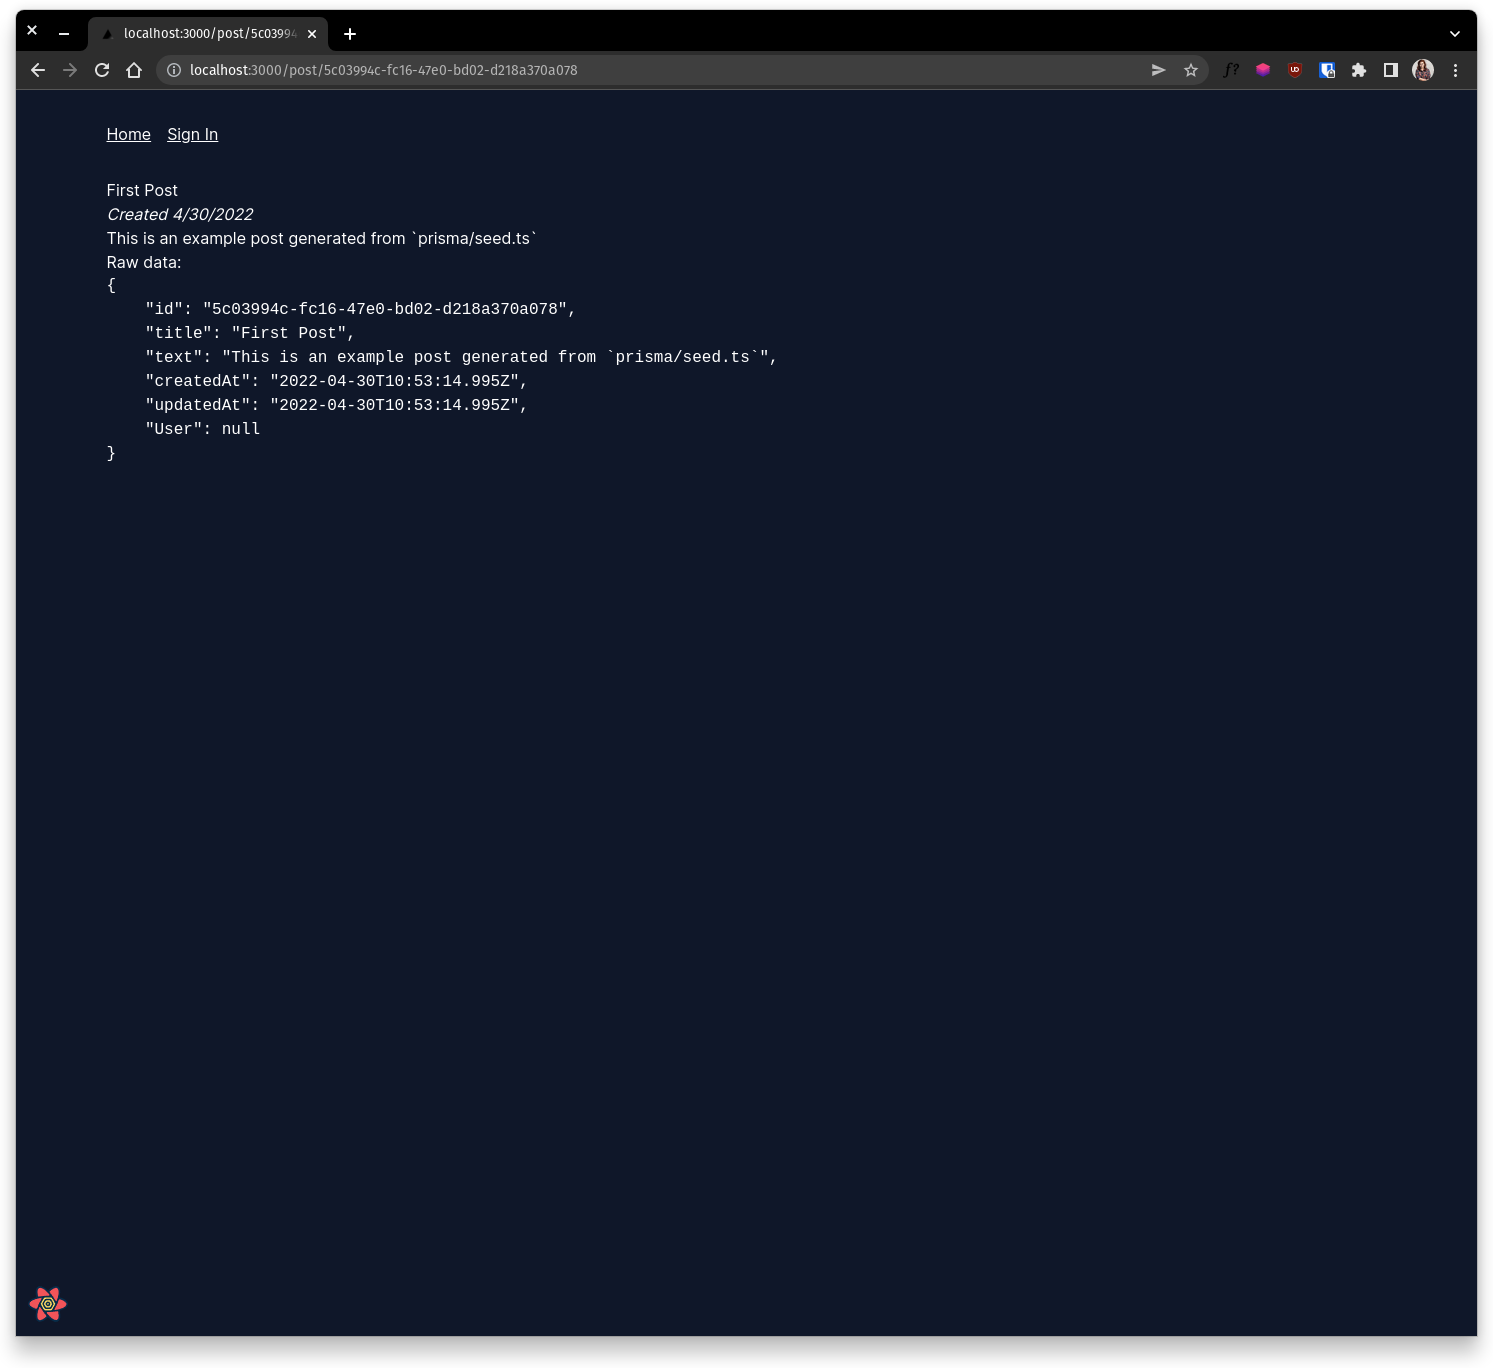 localhost:3000/post/5c03994
localhost:3000/post/5c03994c-fc16-47e0-bd02-d218a370a078
f?
UD
Home Sign In
First Post
Created 4/30/2022
This is an example post generated from `prisma/seed.ts`
Raw data:
{
    "id": "5c03994c-fc16-47e0-bd02-d218a370a078",
    "title": "First Post",
    "text": "This is an example post generated from `prisma/seed.ts`",
    "createdAt": "2022-04-30T10:53:14.995Z",
    "updatedAt": "2022-04-30T10:53:14.995Z",
    "User": null
}